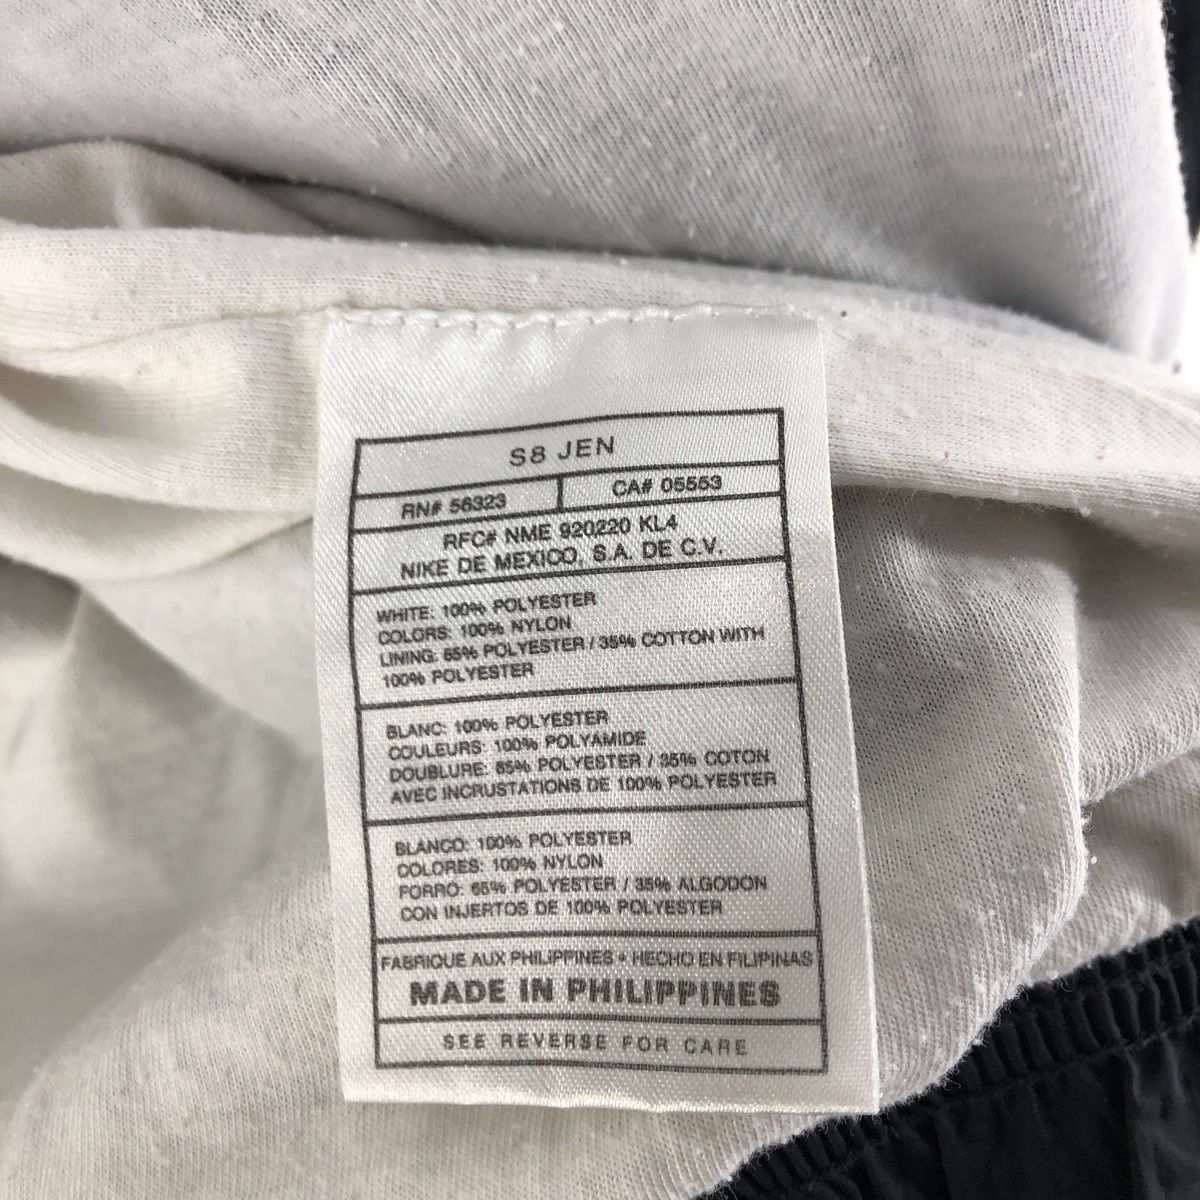 S8 JEN
RN# 56323
CA# 05553
RFC# NME 920220 KL4
NIKE DE MEXICO, S.A. DE C.V.
WHITE: 100% POLYESTER
COLORS: 100% NYLON
LINING: 65% POLYESTER / 35% COTTON WITH
100% POLYESTER
BLANC: 100% POLYESTER
COULEURS: 100% POLYAMIDE
DOUBLURE: 65% POLYESTER / 35% COTON
AVEC INCRUSTATIONS DE 100% POLYESTER
BLANCO: 100% POLYESTER
COLORES: 100% NYLON
FORRO: 65% POLYESTER / 35% ALGODON
CON INJERTOS DE 100% POLYESTER
FABRIQUE AUX PHILIPPINES • HECHO EN FILIPINAS
MADE IN PHILIPPINES
SEE REVERSE FOR CARE